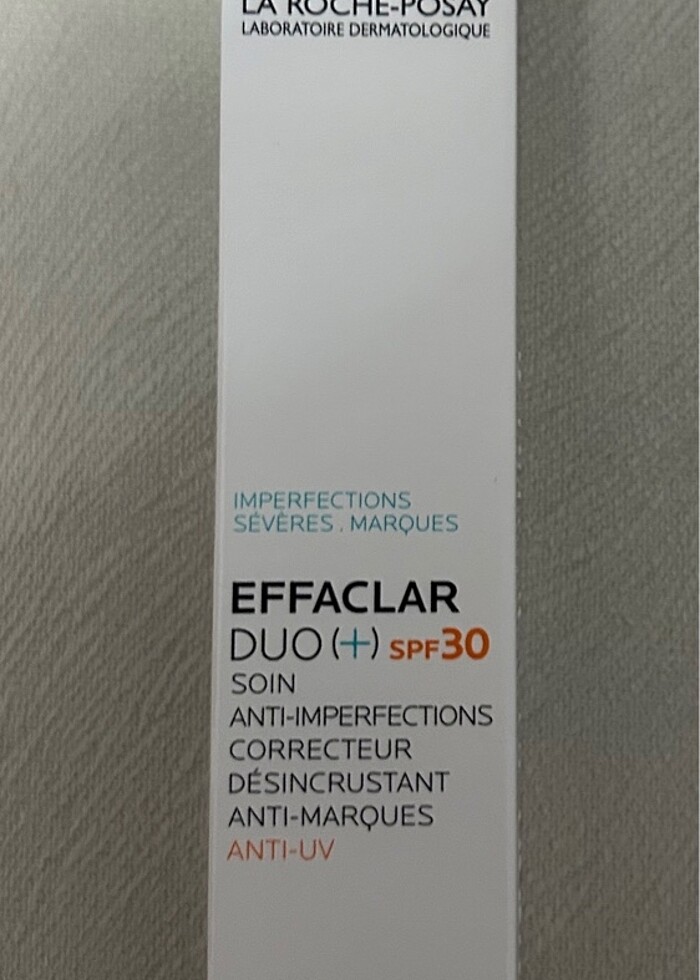 LA ROCHE-POSAY
LABORATOIRE DERMATOLOGIQUE
IMPERFECTIONS
SÉVÈRES . MARQUES
EFFACLAR
DUO (+) SPF30
SOIN
ANTI-IMPERFECTIONS
CORRECTEUR
DÉSINCRUSTANT
ANTI-MARQUES
ANTI-UV